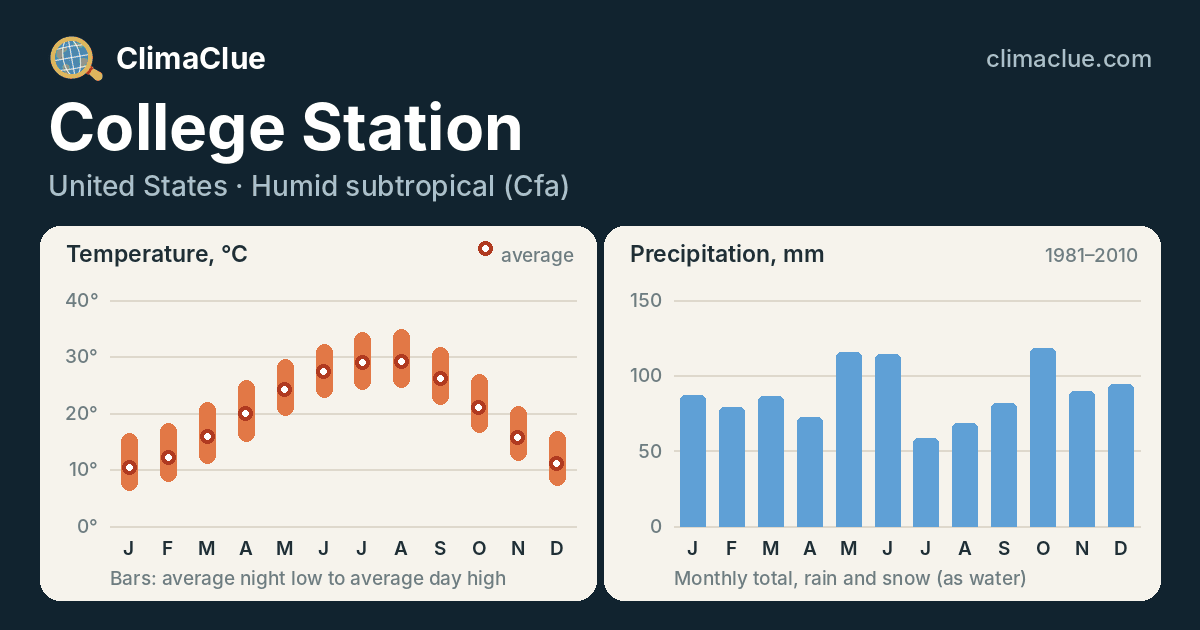 ClimaClue
climaclue.com
College Station
United States · Humid subtropical (Cfa)
Temperature, °C
average
40°
30°
20°
10°
0°
J F M A M J J A S O N D
Bars: average night low to average day high
Precipitation, mm
1981–2010
150
100
50
0
J F M A M J J A S O N D
Monthly total, rain and snow (as water)